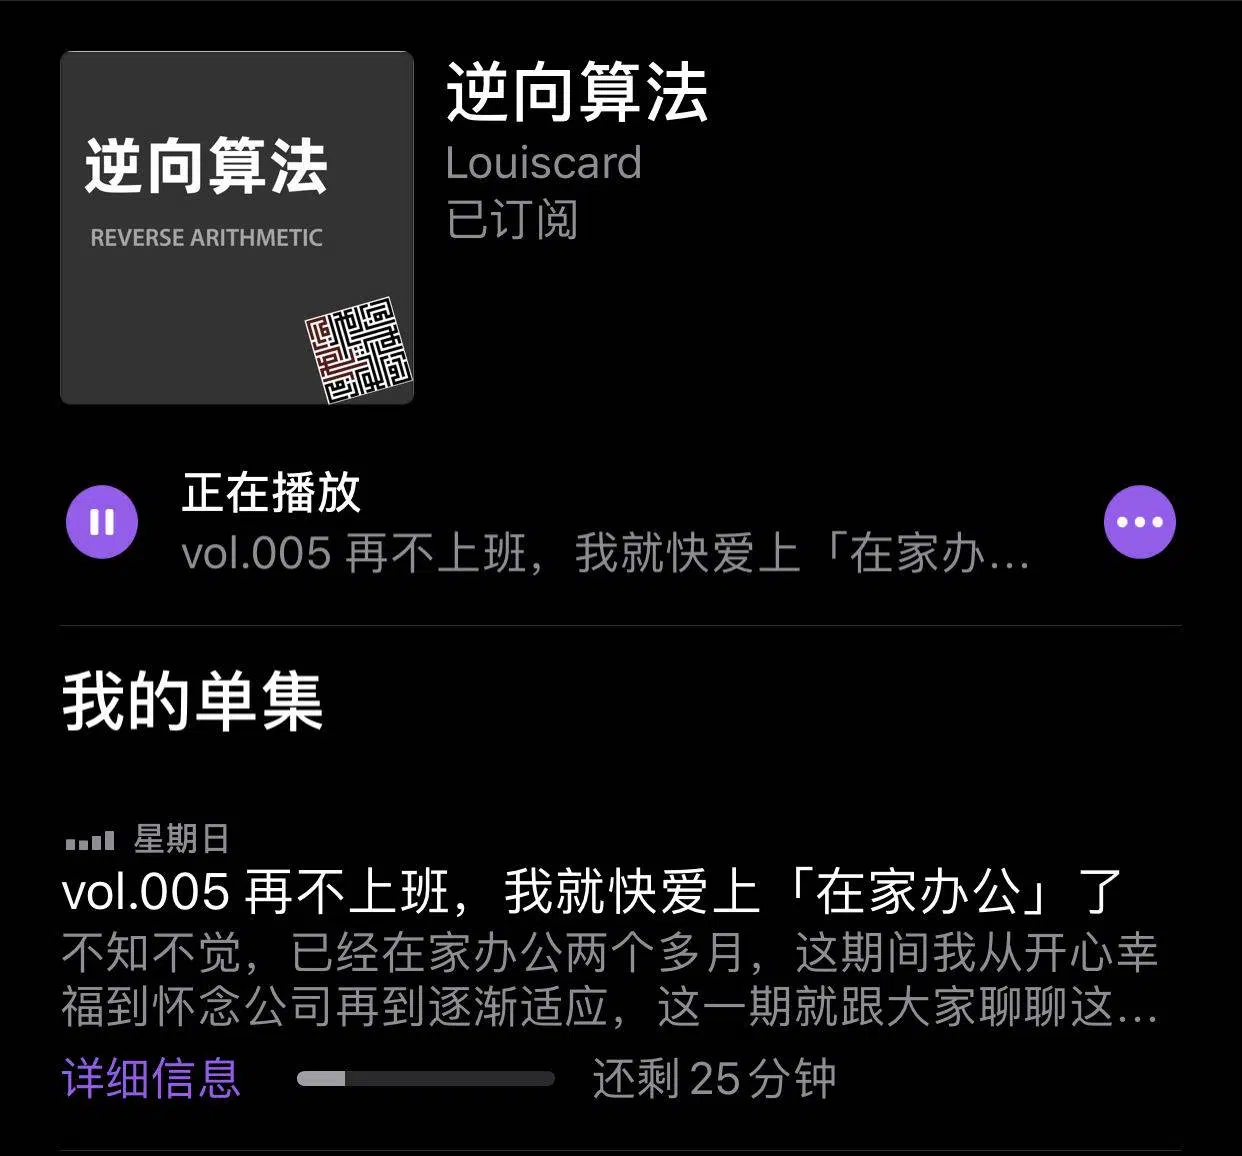 逆向算法
REVERSE ARITHMETIC
逆向算法
Louiscard
已订阅
正在播放
vol.005 再不上班，我就快爱上「在家办...
我的单集
星期日
vol.005 再不上班，我就快爱上「在家办公」了
不知不觉，已经在家办公两个多月，这期间我从开心幸
福到怀念公司再到逐渐适应，这一期就跟大家聊聊这...
详细信息
还剩 25 分钟